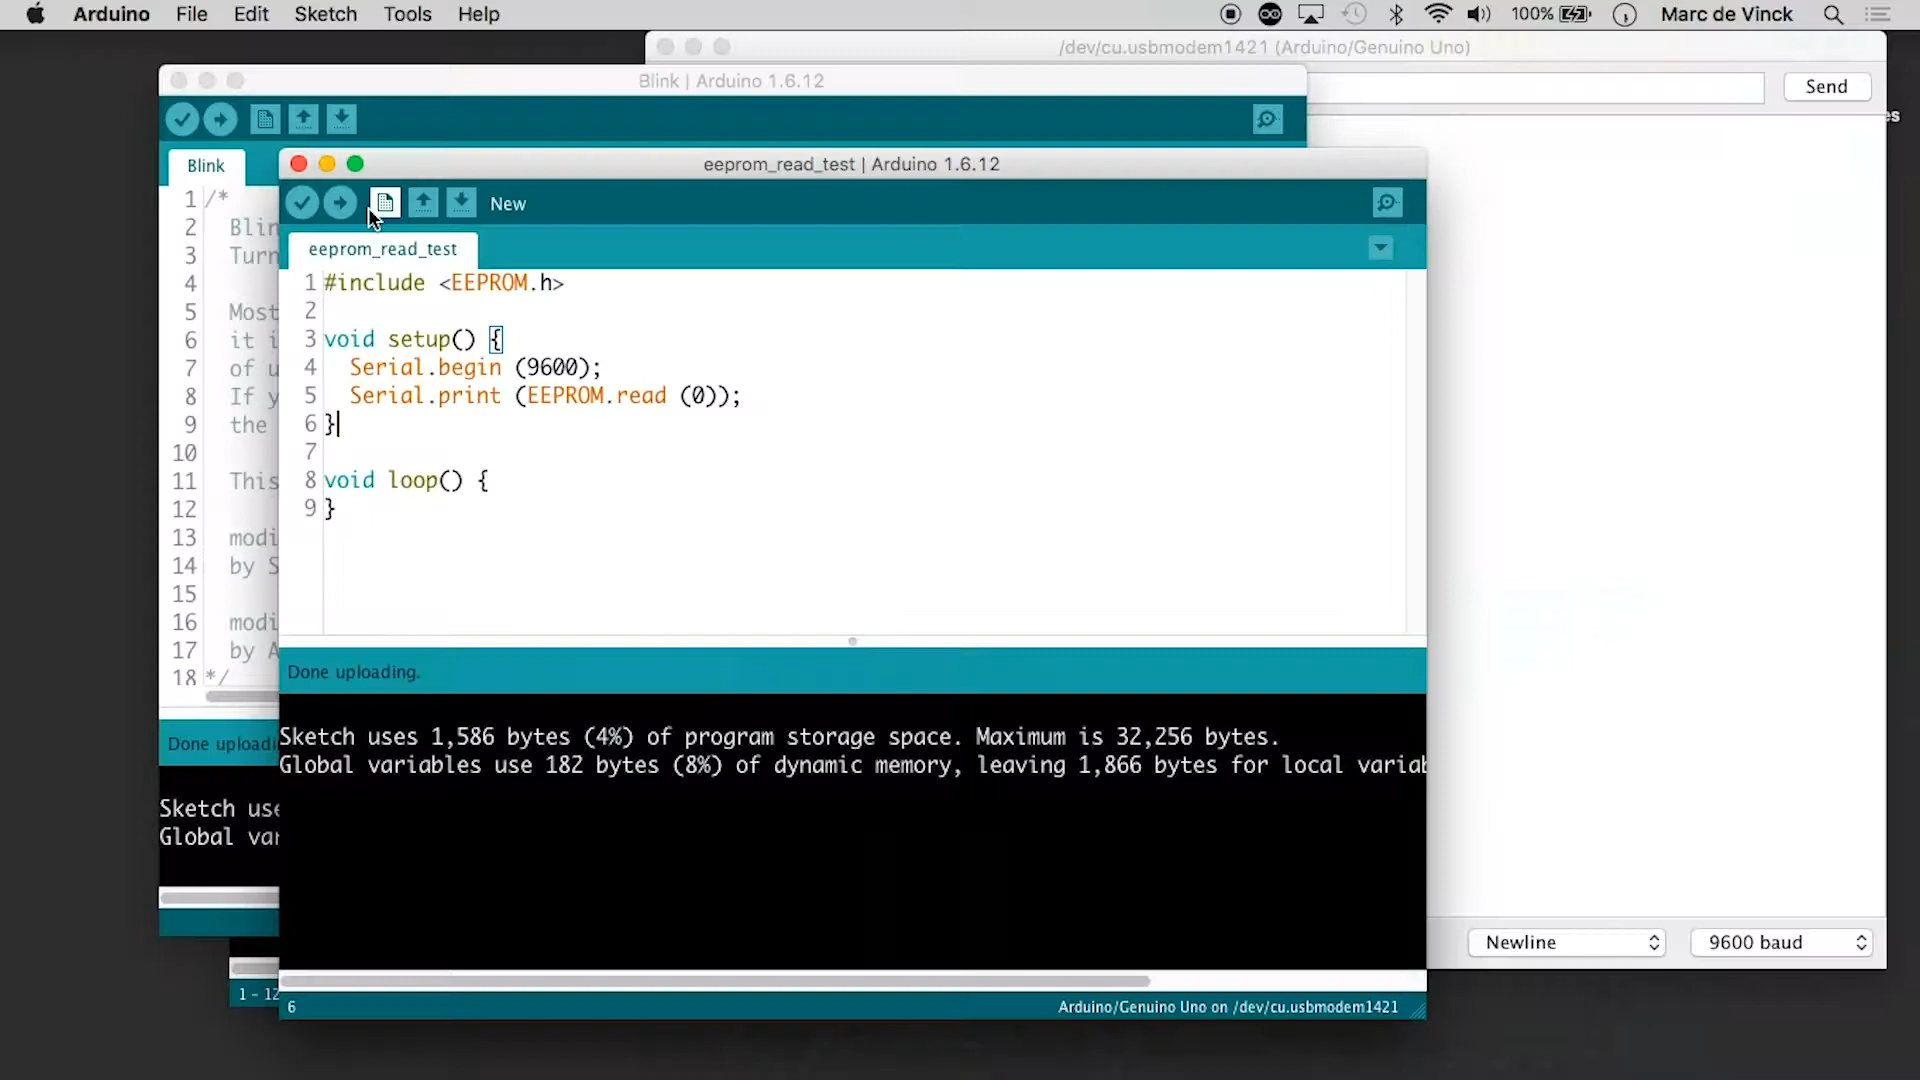 Arduino File Edit Sketch Tools Help 100% Marc de Vinck
/dev/cu.usbmodem1421 (Arduino/Genuino Uno)
Send
Blink | Arduino 1.6.12
Blink
1 /*
2 Blin
3 Turn
4
5 Most
6 it i
7 of u
8 If y
9 the
10
11 This
12
13 modi
14 by S
15
16 modi
17 by A
18 */
Done uploadi
Sketch use
Global var
1 - 12
eeprom_read_test | Arduino 1.6.12
New
eeprom_read_test
1 #include <EEPROM.h>
2
3 void setup() {
4 Serial.begin (9600);
5 Serial.print (EEPROM.read (0));
6 }
7
8 void loop() {
9 }
Done uploading.
Sketch uses 1,586 bytes (4%) of program storage space. Maximum is 32,256 bytes.
Global variables use 182 bytes (8%) of dynamic memory, leaving 1,866 bytes for local variab
6 Arduino/Genuino Uno on /dev/cu.usbmodem1421
Newline 9600 baud
es